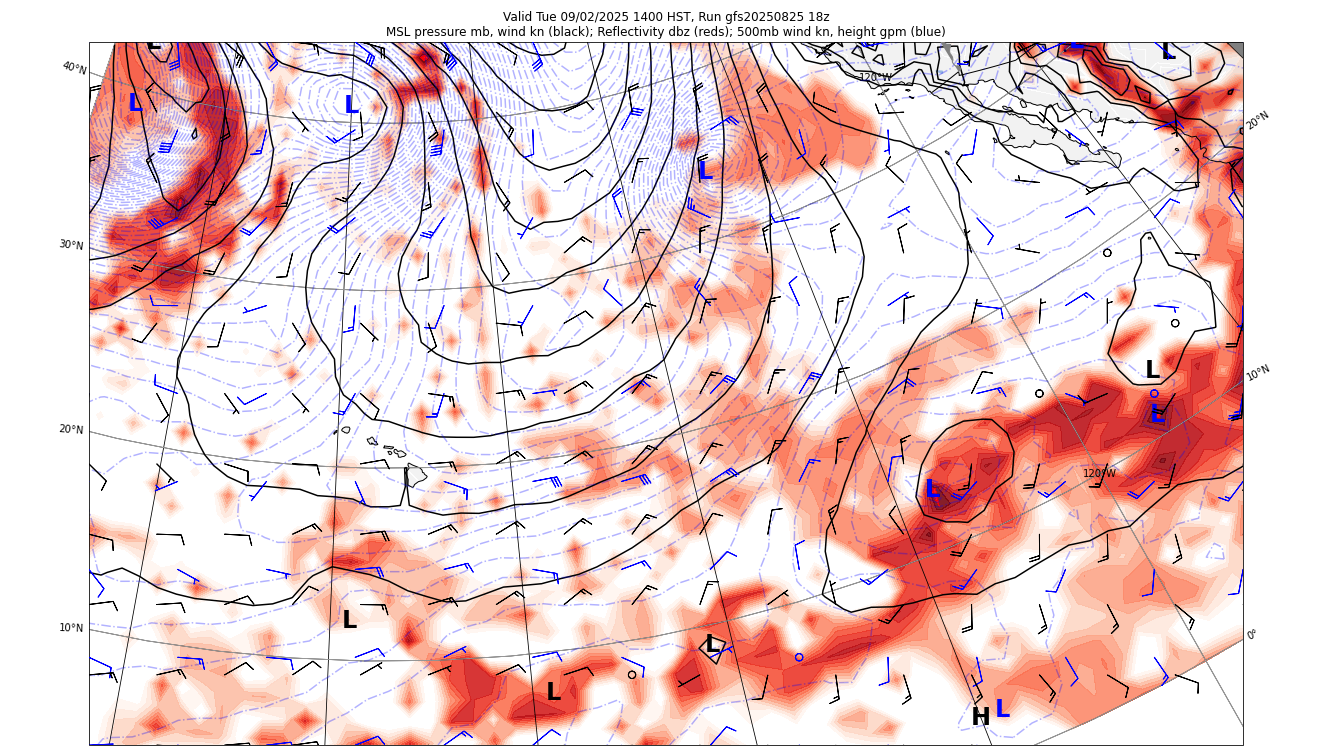 Valid Tue 09/02/2025 1400 HST, Run gfs20250825 18z
MSL pressure mb, wind kn (black); Reflectivity dbz (reds); 500mb wind kn, height gpm (blue)
L
L
L
40°N
120°W
L
L
20°N
L
30°N
L
10°N
L
20°N
120°W
L
L
10°N
L
0°
L
H
L